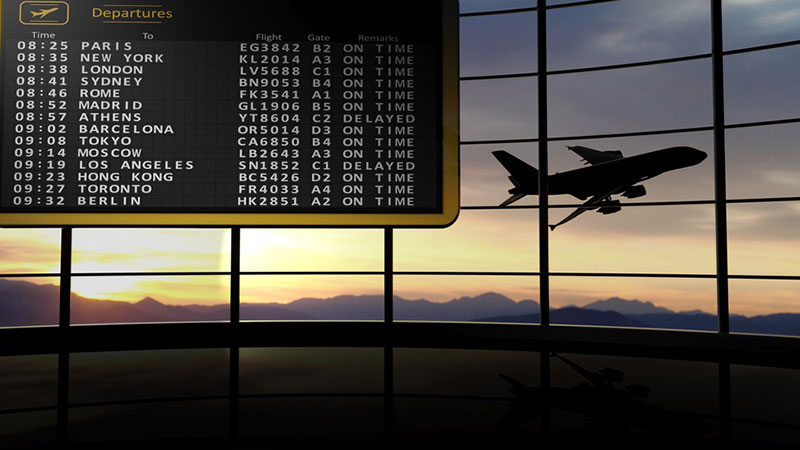 Departures
Time To Flight Gate Remarks
08:25 PARIS EG3842 B2 ON TIME
08:35 NEW YORK KL2014 A3 ON TIME
08:38 LONDON LV5688 C1 ON TIME
08:41 SYDNEY BN9053 B4 ON TIME
08:46 ROME FK3541 A1 ON TIME
08:52 MADRID GL1906 B5 ON TIME
08:57 ATHENS YT8604 C2 DELAYED
09:02 BARCELONA OR5014 D3 ON TIME
09:08 TOKYO CA6850 B4 ON TIME
09:14 MOSCOW LB2643 A3 ON TIME
09:19 LOS ANGELES SN1852 C1 DELAYED
09:23 HONG KONG BC5426 D2 ON TIME
09:27 TORONTO FR4033 A4 ON TIME
09:32 BERLIN HK2851 A2 ON TIME